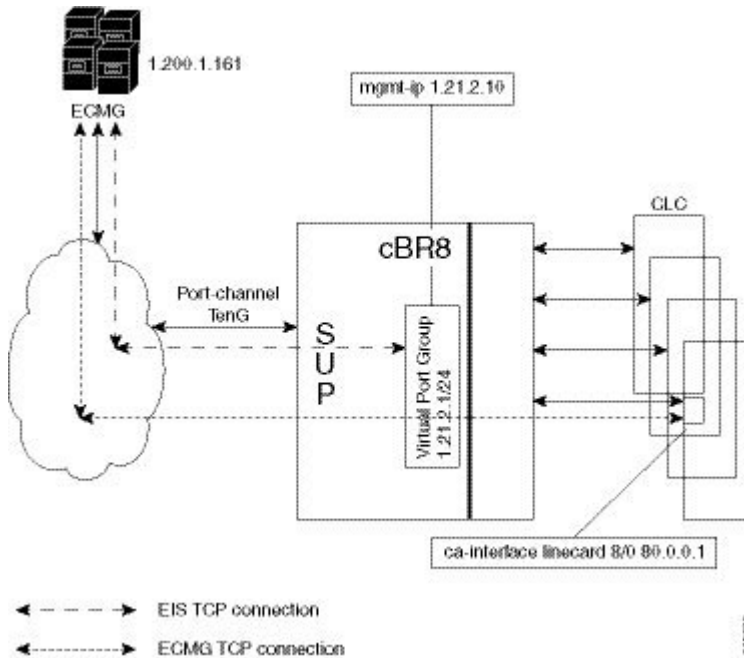 1.200.1.161
ECMG
mgmt-ip 1.21.2.10
CLC
cBR8
Port-channel
TenG
SUP
Virtual Port Group
1.21.2.1/24
ca-interface linecard 8/0 80.0.0.1
EIS TCP connection
ECMG TCP connection